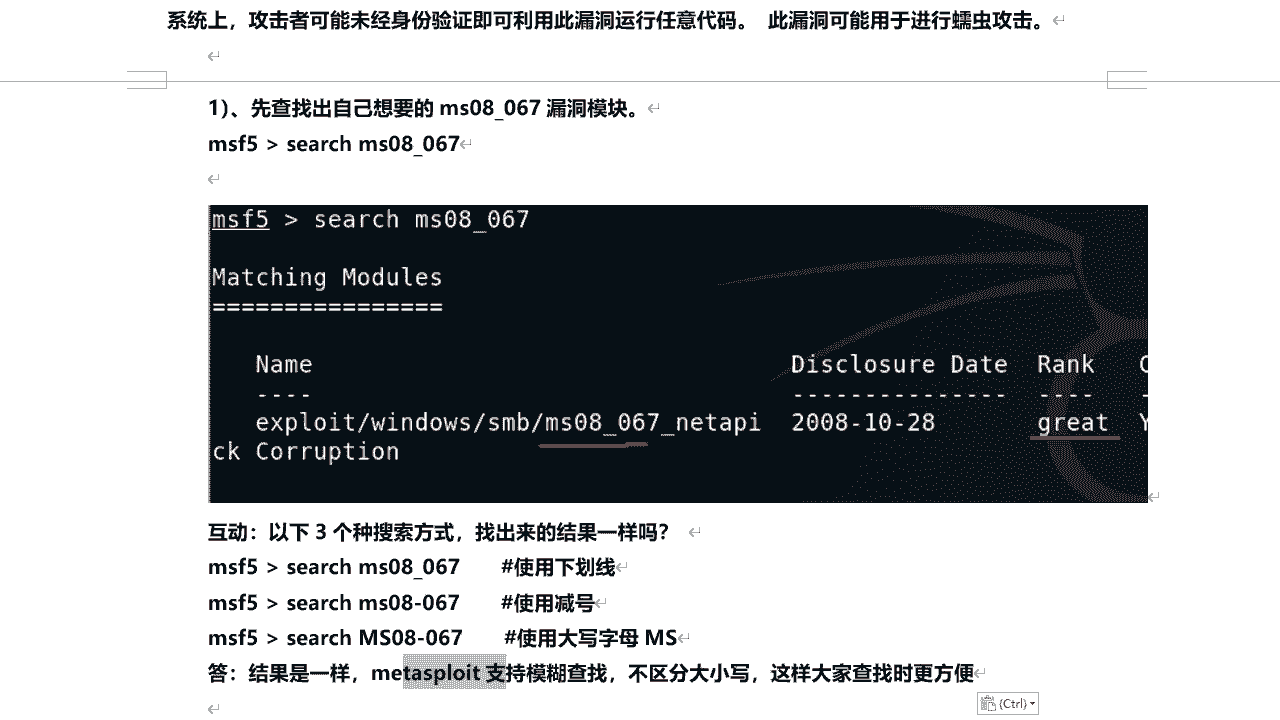 系统上，攻击者可能未经身份验证即可利用此漏洞运行任意代码。 此漏洞可能用于进行蠕虫攻击。
1)、先查找出自己想要的 ms08_067 漏洞模块。
msf5 > search ms08_067
msf5 > search ms08_067
Matching Modules
================
Name Disclosure Date Rank C
---- --------------- ---- -
exploit/windows/smb/ms08_067_netapi 2008-10-28 great Y
ck Corruption
互动：以下 3 个种搜索方式，找出来的结果一样吗？
msf5 > search ms08_067 #使用下划线
msf5 > search ms08-067 #使用减号
msf5 > search MS08-067 #使用大写字母 MS
答：结果是一样，metasploit 支持模糊查找，不区分大小写，这样大家查找时更方便
(Ctrl)